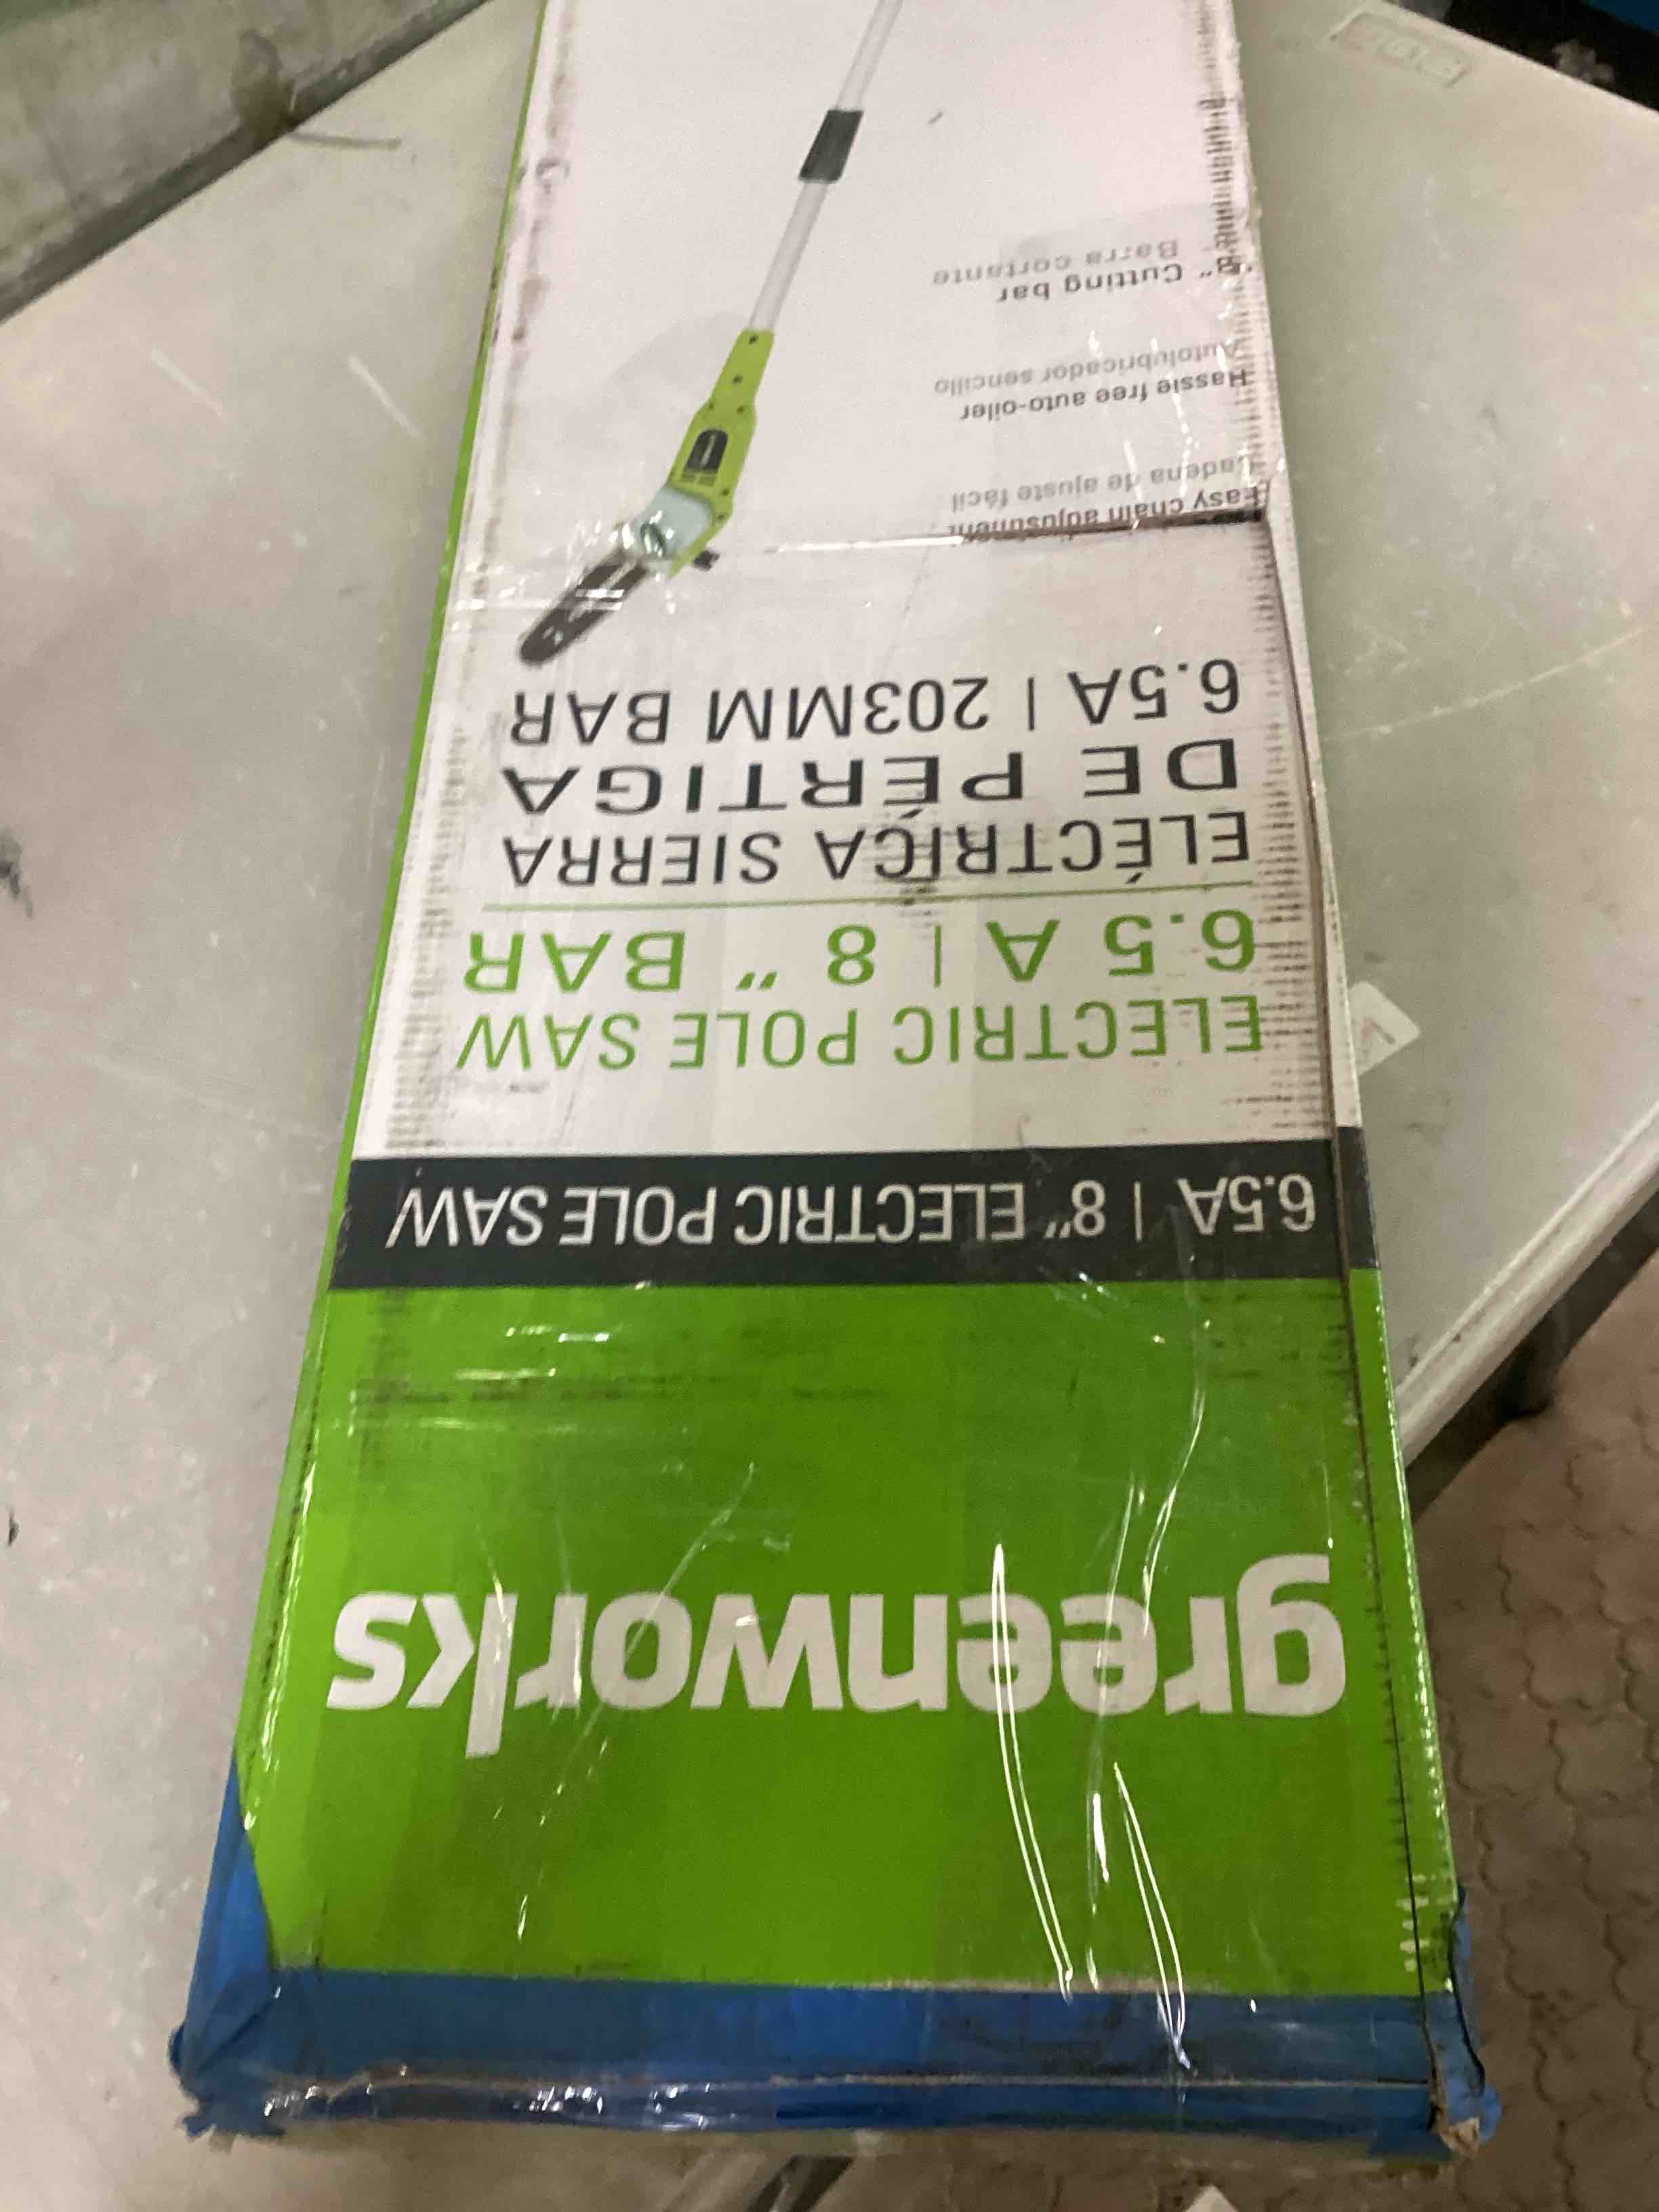 greenworks
6.5A | 8" ELECTRIC POLE SAW
ELECTRIC POLE SAW
6.5 A | 8 " BAR
ELÉCTRICA SIERRA
DE PÉRTIGA
6.5A | 203MM BAR
Easy chain adjustment
Cadena de ajuste fácil
Hassle free auto-oiler
Autolubricador sencillo
8" Cutting bar
Barra cortante